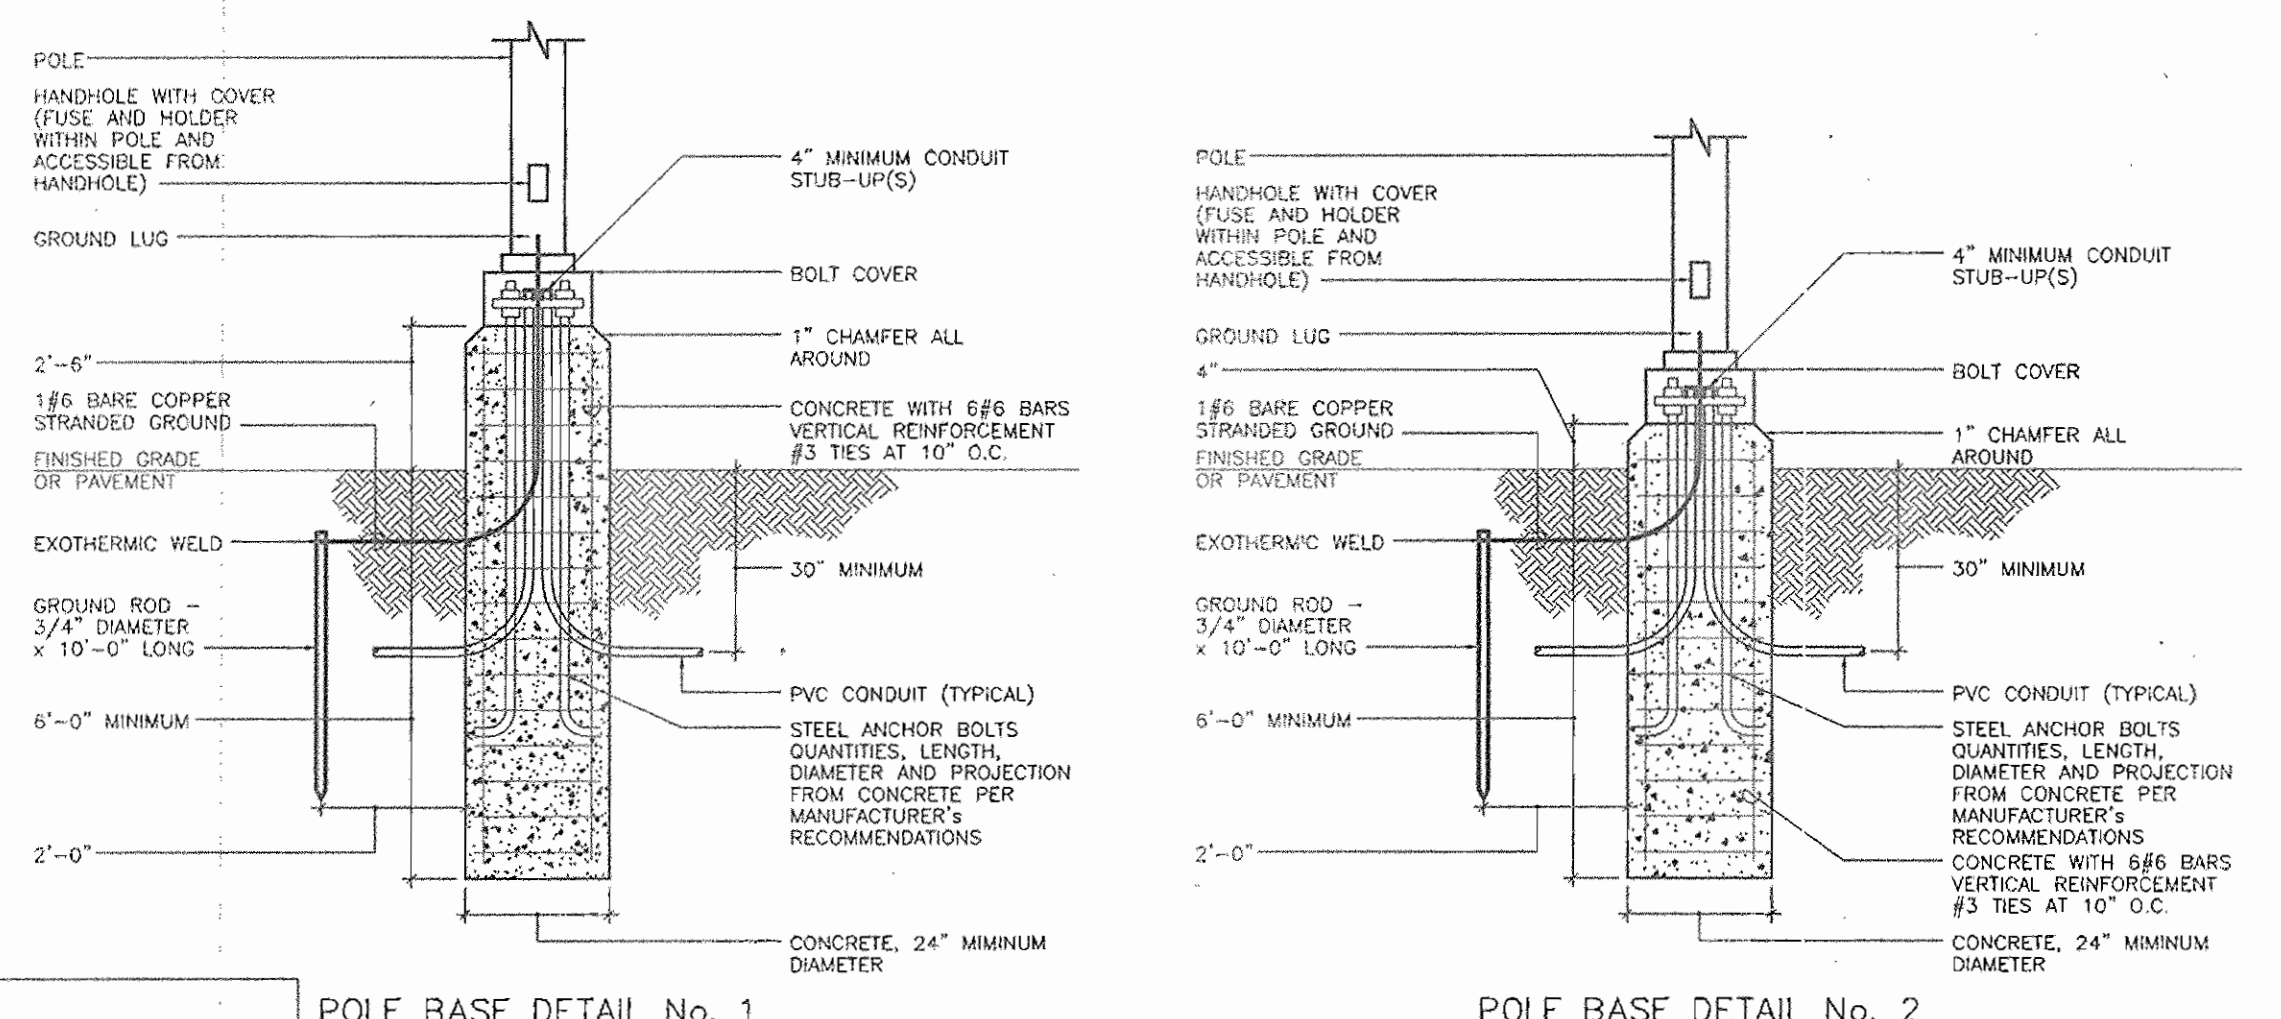 POLE
HANDHOLE WITH COVER
(FUSE AND HOLDER
WITHIN POLE AND
ACCESSIBLE FROM
HANDHOLE)
GROUND LUG
2'-6"
1#6 BARE COPPER
STRANDED GROUND
FINISHED GRADE
OR PAVEMENT
EXOTHERMIC WELD
GROUND ROD -
3/4" DIAMETER
x 10'-0" LONG
6'-0" MINIMUM
2'-0"
4" MINIMUM CONDUIT
STUB-UP(S)
BOLT COVER
1" CHAMFER ALL
AROUND
CONCRETE WITH 6#6 BARS
VERTICAL REINFORCEMENT
#3 TIES AT 10" O.C.
30" MINIMUM
PVC CONDUIT (TYPICAL)
STEEL ANCHOR BOLTS
QUANTITIES, LENGTH,
DIAMETER AND PROJECTION
FROM CONCRETE PER
MANUFACTURER's
RECOMMENDATIONS
CONCRETE, 24" MIMINUM
DIAMETER
POLE BASE DETAIL No. 1
POLE
HANDHOLE WITH COVER
(FUSE AND HOLDER
WITHIN POLE AND
ACCESSIBLE FROM
HANDHOLE)
GROUND LUG
4"
1#6 BARE COPPER
STRANDED GROUND
FINISHED GRADE
OR PAVEMENT
EXOTHERMIC WELD
GROUND ROD -
3/4" DIAMETER
x 10'-0" LONG
6'-0" MINIMUM
2'-0"
4" MINIMUM CONDUIT
STUB-UP(S)
BOLT COVER
1" CHAMFER ALL
AROUND
30" MINIMUM
PVC CONDUIT (TYPICAL)
STEEL ANCHOR BOLTS
QUANTITIES, LENGTH,
DIAMETER AND PROJECTION
FROM CONCRETE PER
MANUFACTURER's
RECOMMENDATIONS
CONCRETE WITH 6#6 BARS
VERTICAL REINFORCEMENT
#3 TIES AT 10" O.C.
CONCRETE, 24" MIMINUM
DIAMETER
POLE BASE DETAIL No. 2